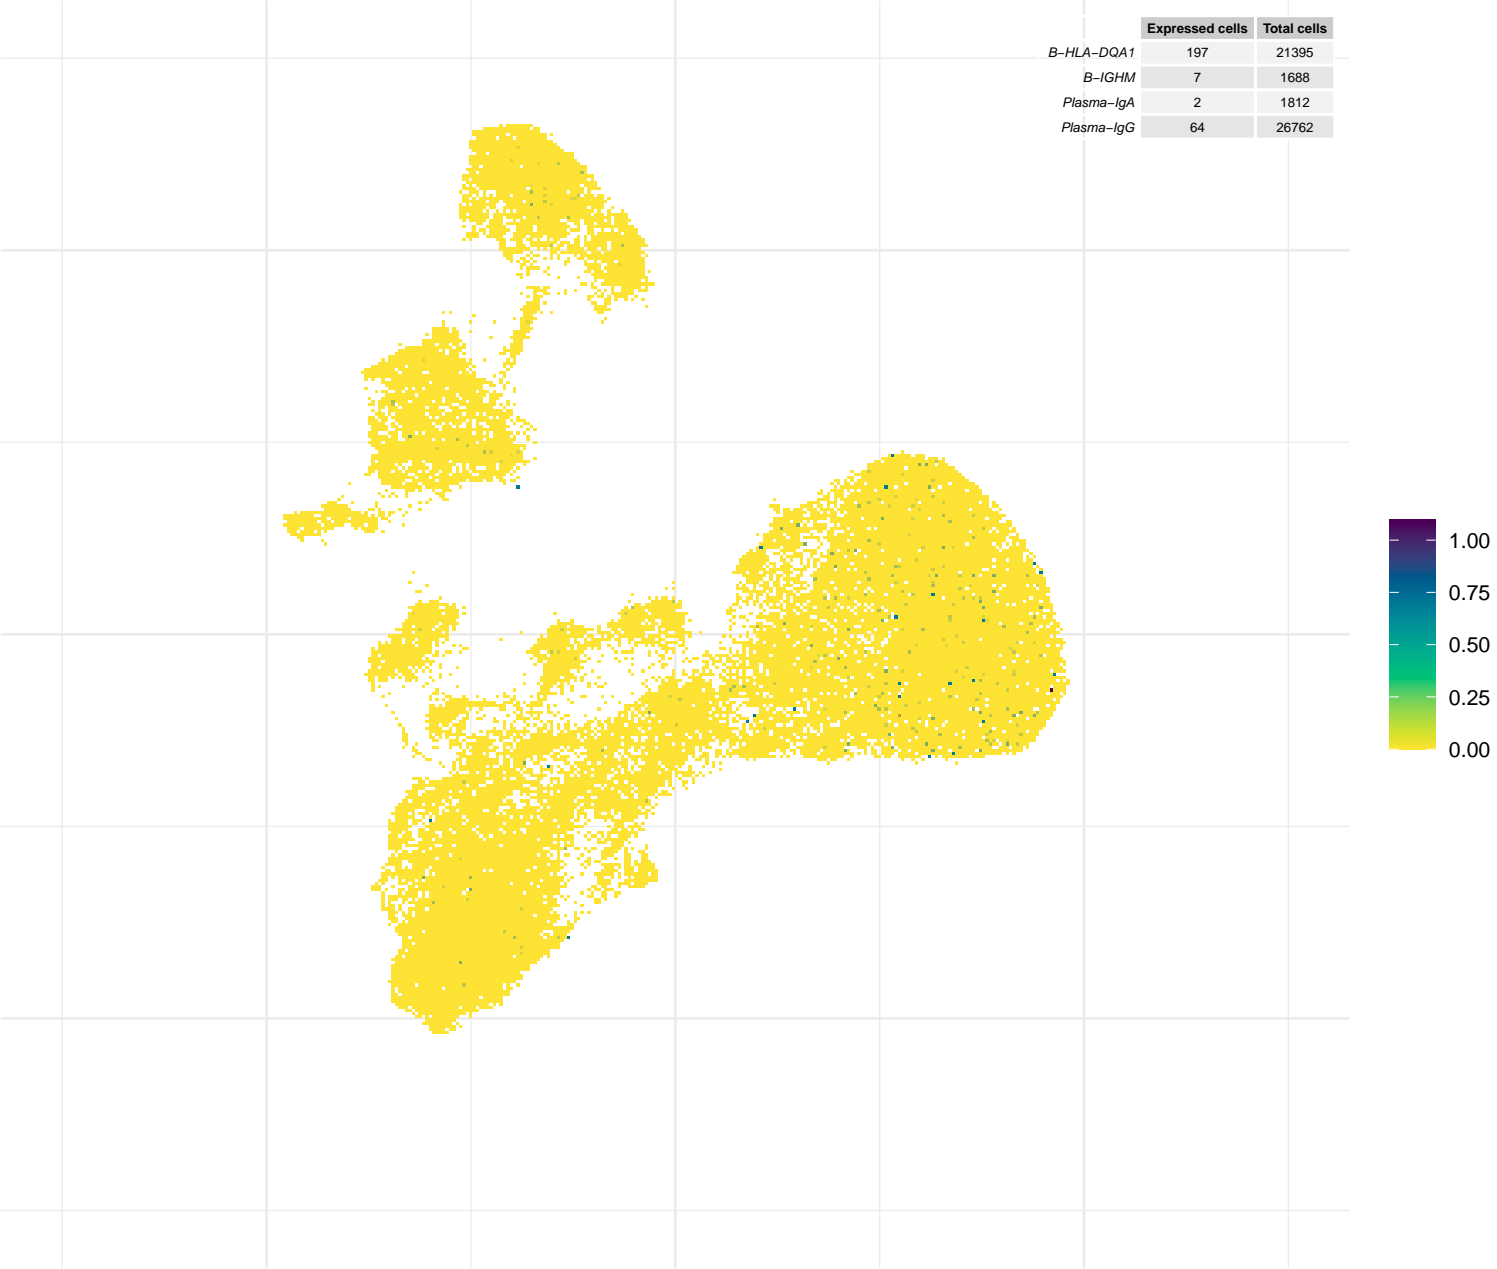 Expressed cells Total cells
B−HLA−DQA1 197 21395
B−IGHM 7 1688
Plasma−IgA 2 1812
Plasma−IgG 64 26762
1.00
0.75
0.50
0.25
0.00